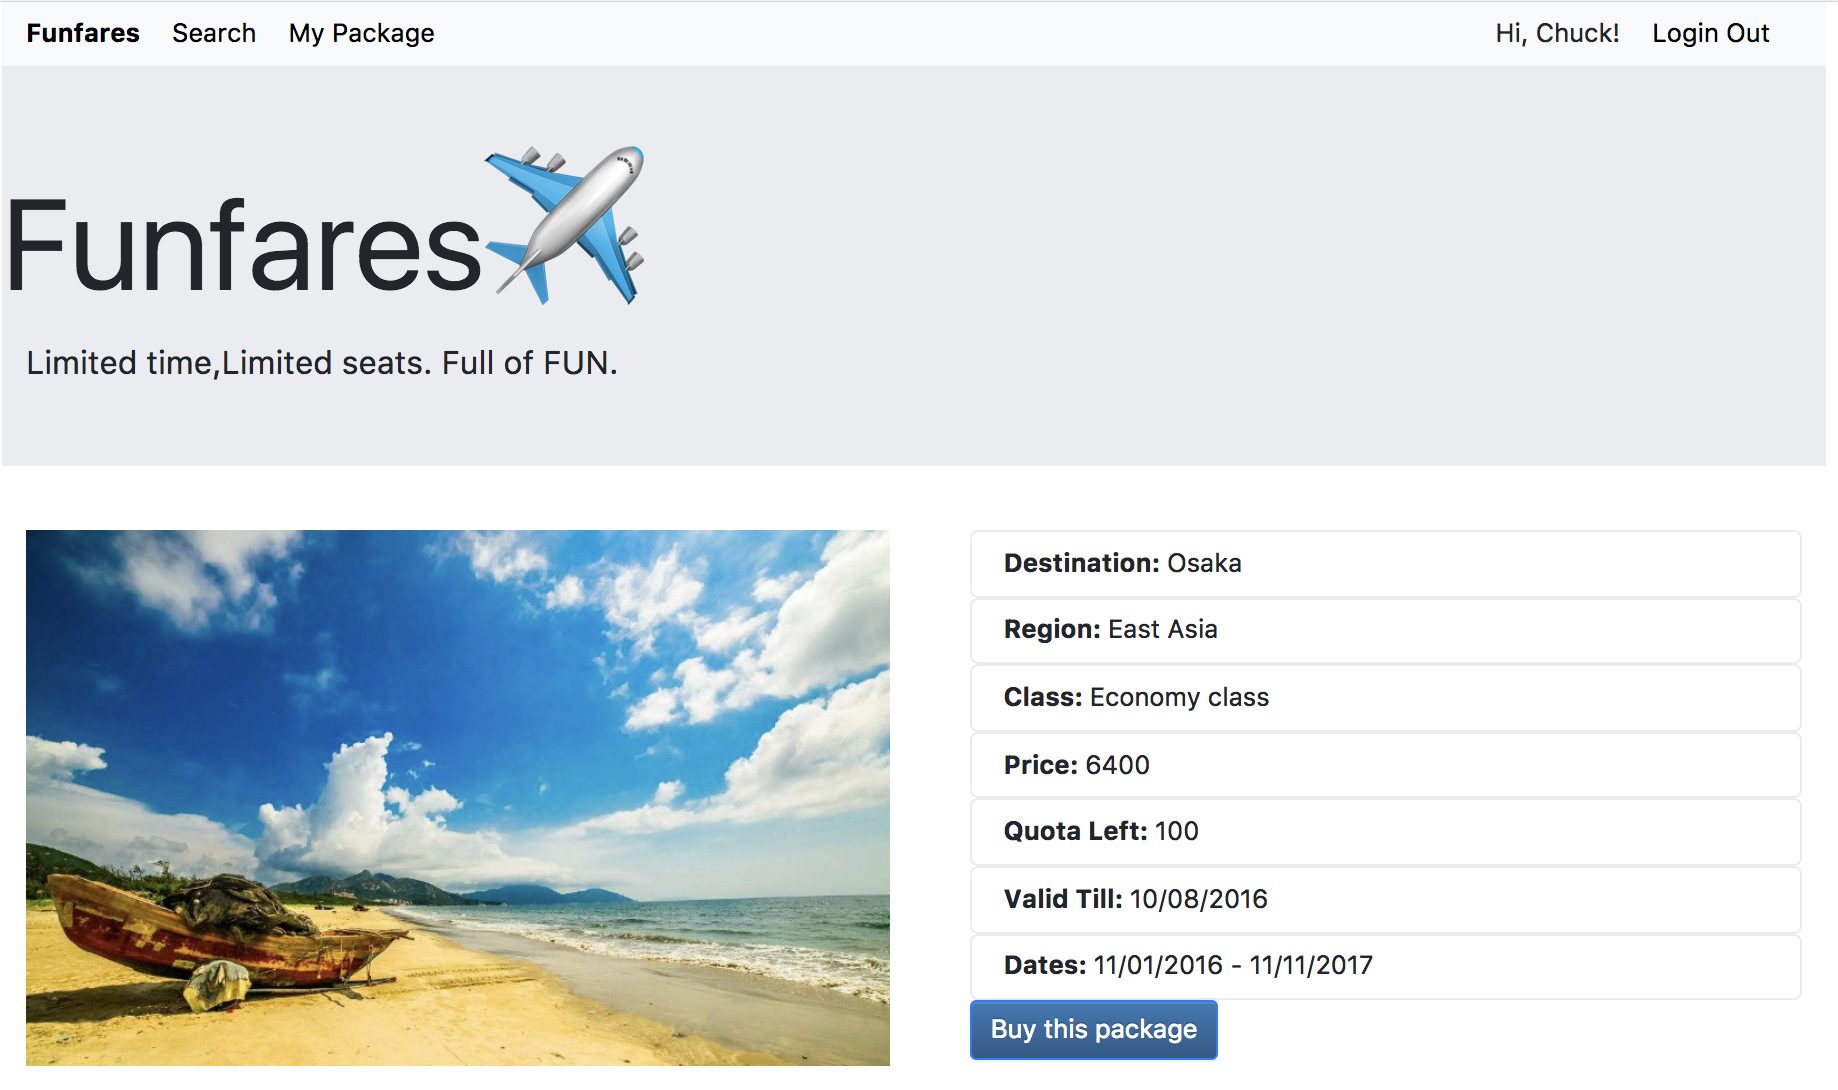 Funfares Search My Package Hi, Chuck! Login Out
Funfares
Limited time,Limited seats. Full of FUN.
Destination: Osaka
Region: East Asia
Class: Economy class
Price: 6400
Quota Left: 100
Valid Till: 10/08/2016
Dates: 11/01/2016 - 11/11/2017
Buy this package